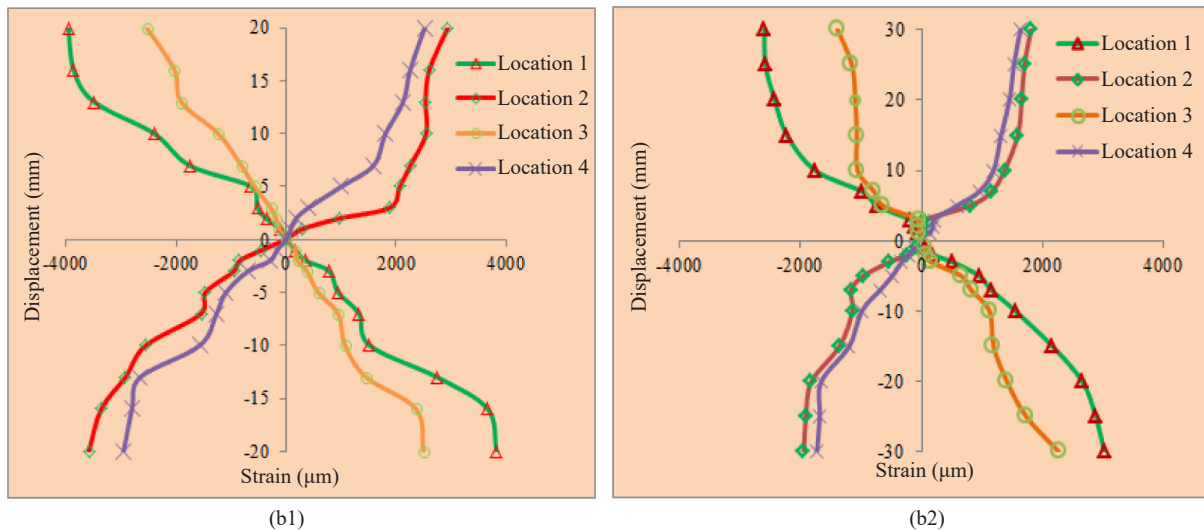 20
15
10
5
0
-5
-10
-15
-20
-4000
-2000
0
2000
4000
Displacement (mm)
Strain (μm)
Location 1
Location 2
Location 3
Location 4
(b1)
30
20
10
0
-10
-20
-30
-4000
-2000
0
2000
4000
Displacement (mm)
Strain (μm)
Location 1
Location 2
Location 3
Location 4
(b2)